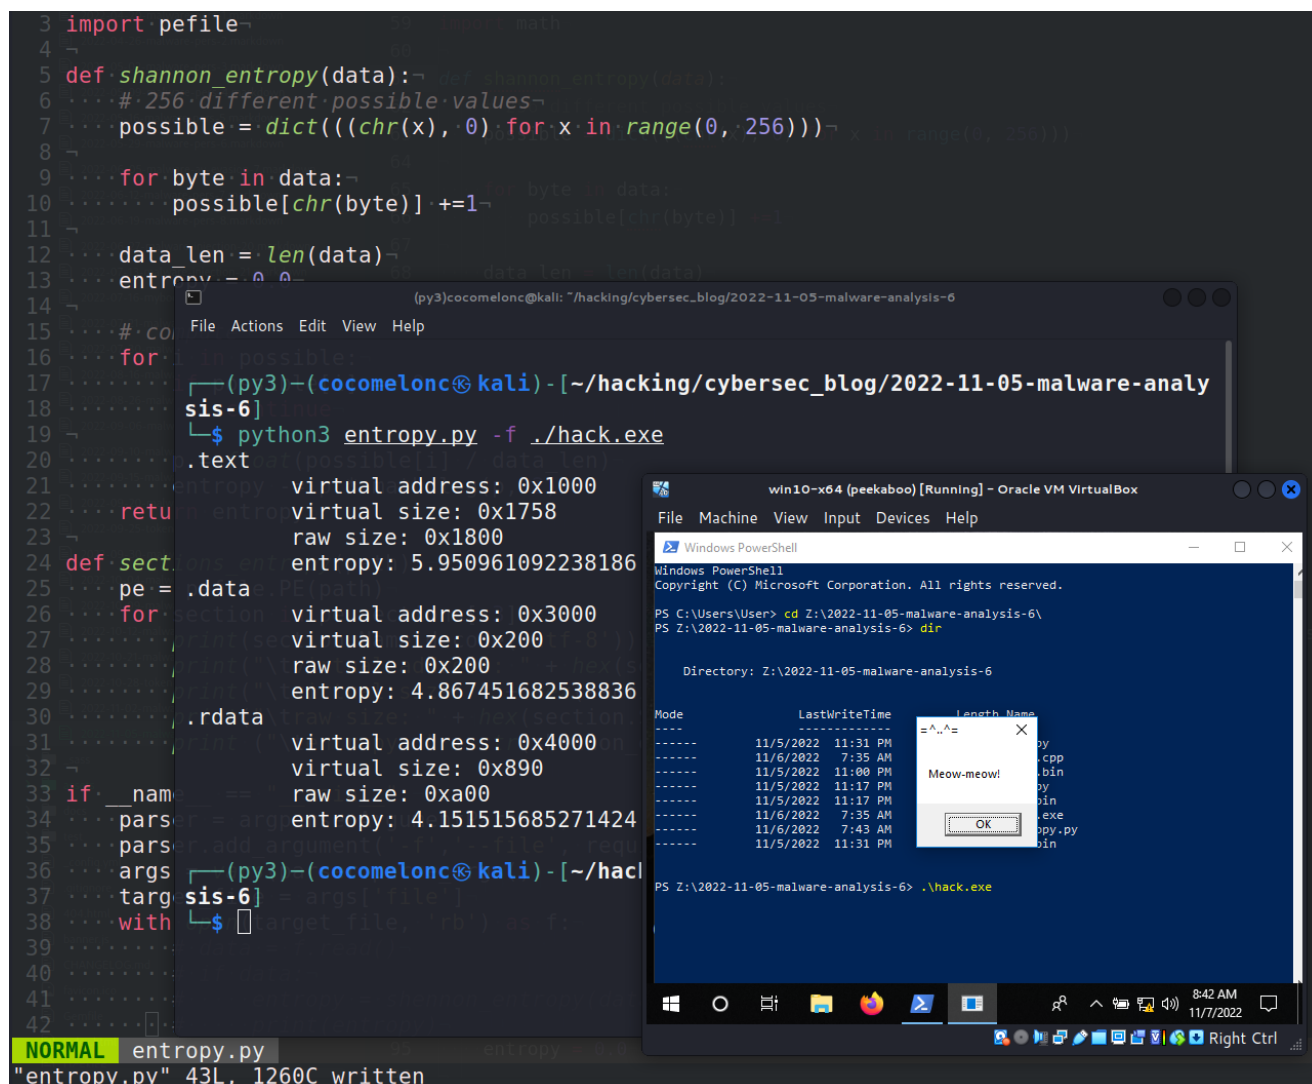 3 import pefile
4
5 def shannon_entropy(data):
6 # 256 different possible values
7 possible = dict(((chr(x), 0) for x in range(0, 256)))
8
9 for byte in data:
10 possible[chr(byte)] +=1
11
12 data_len = len(data)
13 entropy = 0.0
14
15 # co
16 for i in possible:
17
18
19
20
21
22 retu
23
24 def sect
25 pe =
26 for
27
28
29
30
31
32
33 if __name
34 pars
35 pars
36 args
37 targ
38 with
39
40
41
42
NORMAL entropy.py
"entropy.py" 43L, 1260C written
(py3)cocomelonc@kali: ~/hacking/cybersec_blog/2022-11-05-malware-analysis-6
File Actions Edit View Help
(py3)-(cocomelonc㉿kali)-[~/hacking/cybersec_blog/2022-11-05-malware-analy
sis-6]
$ python3 entropy.py -f ./hack.exe
.text
virtual address: 0x1000
virtual size: 0x1758
raw size: 0x1800
entropy: 5.950961092238186
.data
virtual address: 0x3000
virtual size: 0x200
raw size: 0x200
entropy: 4.867451682538836
.rdata
virtual address: 0x4000
virtual size: 0x890
raw size: 0xa00
entropy: 4.151515685271424
(py3)-(cocomelonc㉿kali)-[~/hac
sis-6]
$
win10-x64 (peekaboo) [Running] - Oracle VM VirtualBox
File Machine View Input Devices Help
Windows PowerShell
Windows PowerShell
Copyright (C) Microsoft Corporation. All rights reserved.
PS C:\Users\User> cd Z:\2022-11-05-malware-analysis-6\
PS Z:\2022-11-05-malware-analysis-6> dir
Directory: Z:\2022-11-05-malware-analysis-6
Mode LastWriteTime Length Name
---- ------------- ------ ----
------ 11/5/2022 11:31 PM py
------ 11/6/2022 7:35 AM .cpp
------ 11/5/2022 11:00 PM .bin
------ 11/5/2022 11:17 PM py
------ 11/5/2022 11:17 PM bin
------ 11/6/2022 7:35 AM .exe
------ 11/6/2022 7:43 AM opy.py
------ 11/5/2022 11:31 PM bin
PS Z:\2022-11-05-malware-analysis-6> .\hack.exe
=^..^=
Meow-meow!
OK
8:42 AM
11/7/2022
Right Ctrl